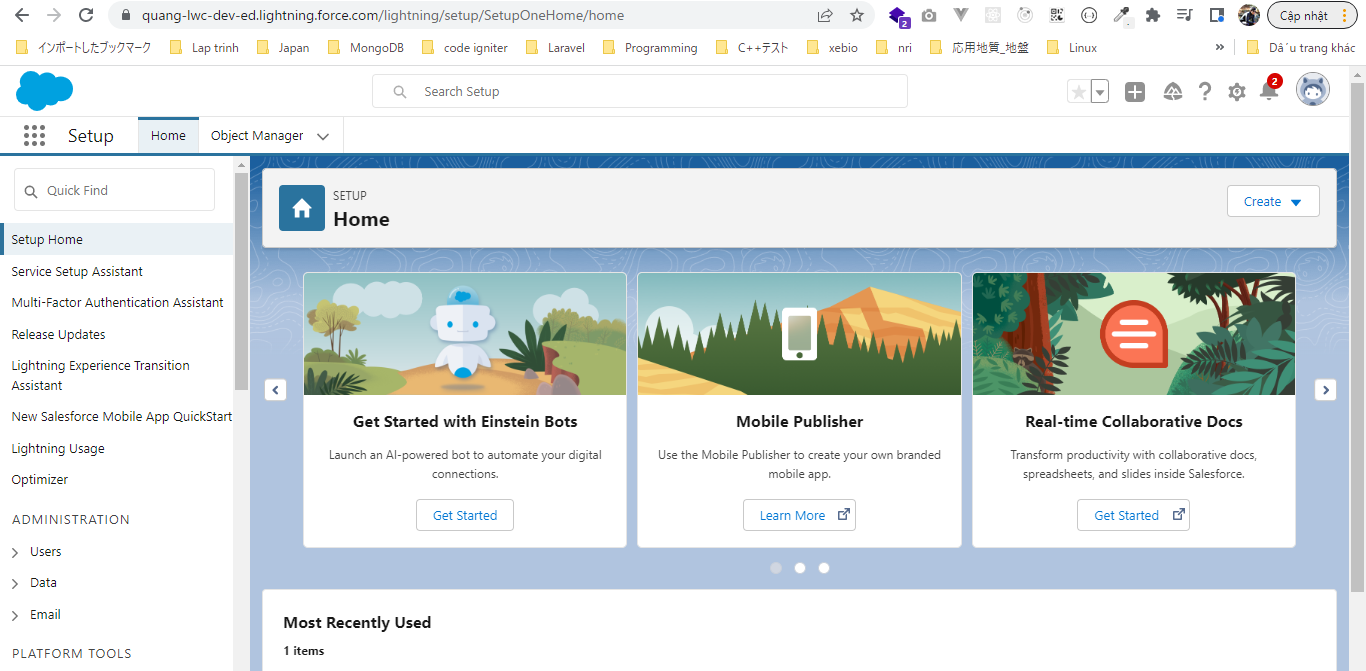 quang-lwc-dev-ed.lightning.force.com/lightning/setup/SetupOneHome/home
2
Cập nhật
インポートしたブックマーク
Lap trinh
Japan
MongoDB
code igniter
Laravel
Programming
C++テスト
xebio
nri
応用地質_地盤
Linux
»
Dấu trang khác
Search Setup
2
Setup
Home
Object Manager
Quick Find
Setup Home
Service Setup Assistant
Multi-Factor Authentication Assistant
Release Updates
Lightning Experience Transition
Assistant
New Salesforce Mobile App QuickStart
Lightning Usage
Optimizer
ADMINISTRATION
Users
Data
Email
PLATFORM TOOLS
SETUP
Home
Create
Get Started with Einstein Bots
Launch an AI-powered bot to automate your digital
connections.
Get Started
Mobile Publisher
Use the Mobile Publisher to create your own branded
mobile app.
Learn More
Real-time Collaborative Docs
Transform productivity with collaborative docs,
spreadsheets, and slides inside Salesforce.
Get Started
Most Recently Used
1 items